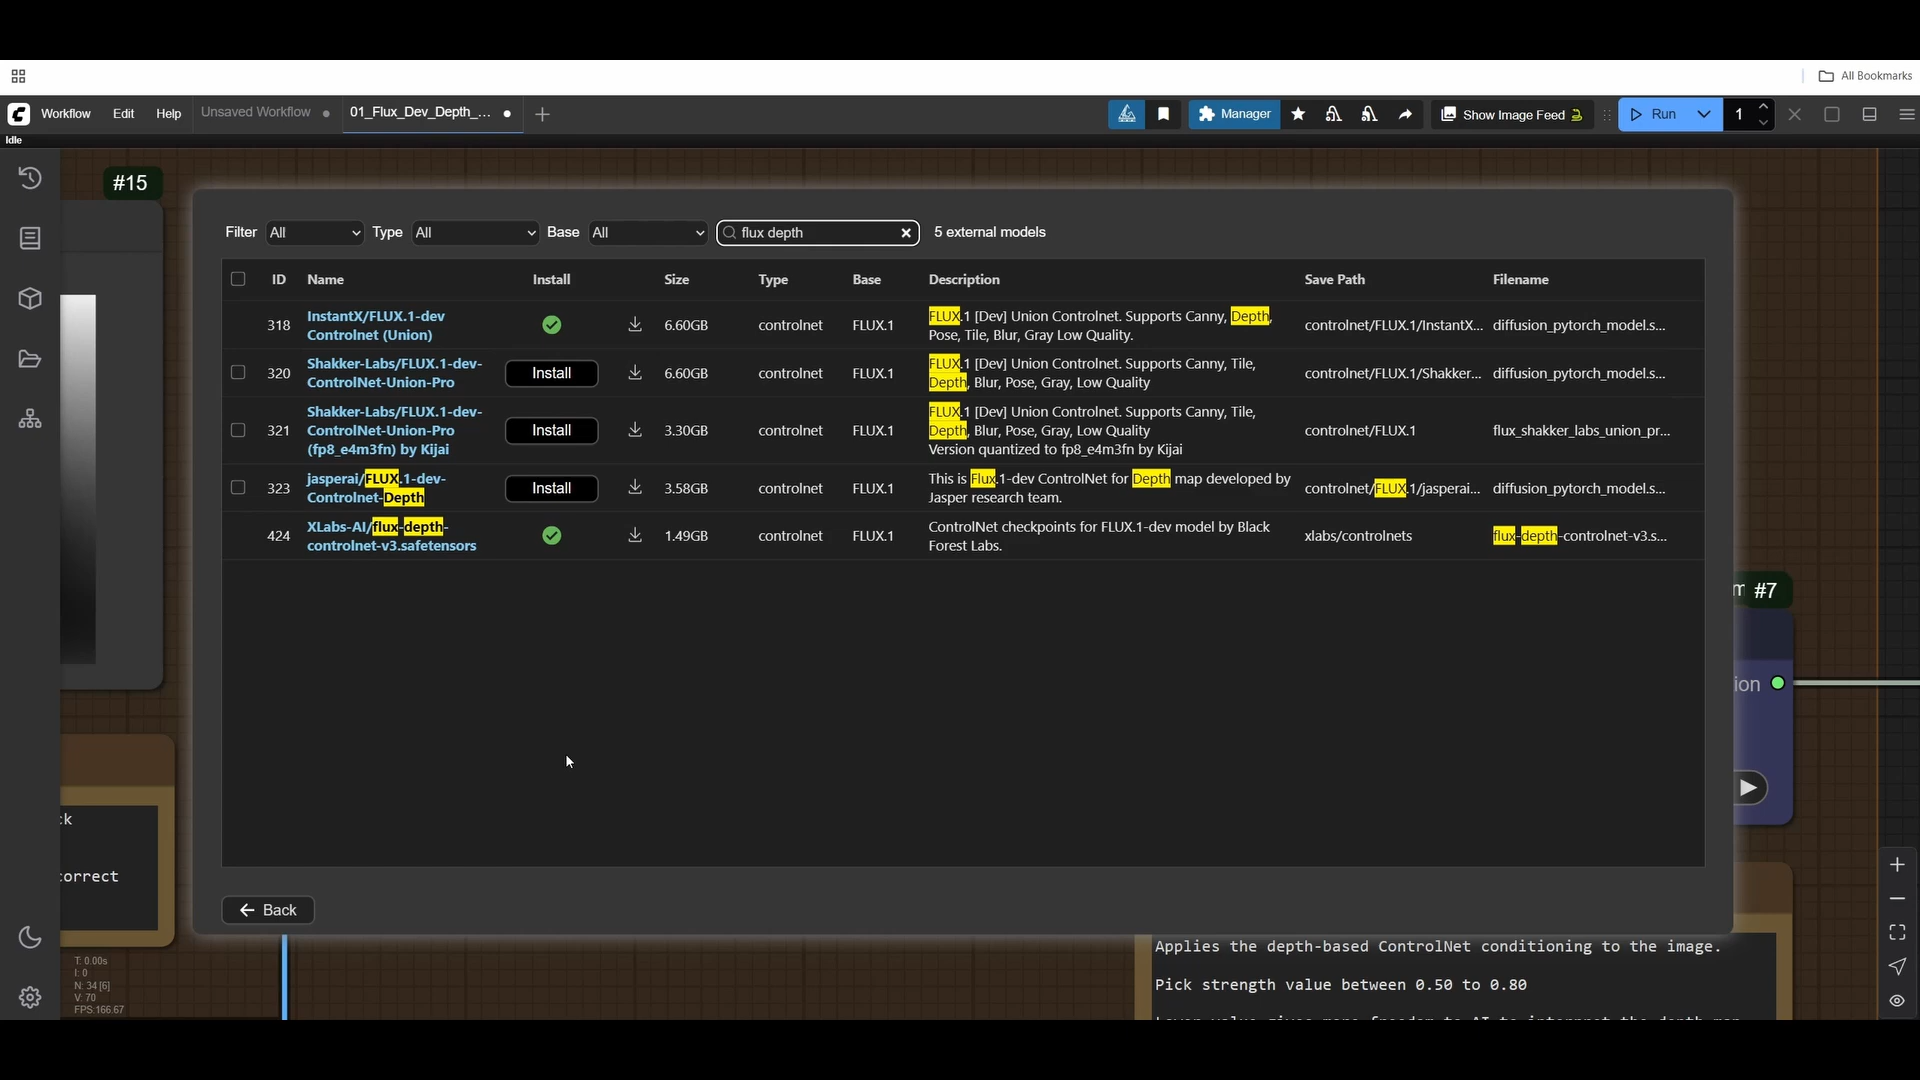 All Bookmarks
Workflow Edit Help Unsaved Workflow 01_Flux_Dev_Depth_... Manager Show Image Feed Run 1
Idle
#15
Filter All Type All Base All flux depth 5 external models
ID Name Install Size Type Base Description Save Path Filename
318 InstantX/FLUX.1-dev Controlnet (Union) 6.60GB controlnet FLUX.1 FLUX.1 [Dev] Union Controlnet. Supports Canny, Depth, Pose, Tile, Blur, Gray Low Quality. controlnet/FLUX.1/InstantX... diffusion_pytorch_model.s...
320 Shakker-Labs/FLUX.1-dev-ControlNet-Union-Pro Install 6.60GB controlnet FLUX.1 FLUX.1 [Dev] Union Controlnet. Supports Canny, Tile, Depth, Blur, Pose, Gray, Low Quality controlnet/FLUX.1/Shakker... diffusion_pytorch_model.s...
321 Shakker-Labs/FLUX.1-dev-ControlNet-Union-Pro (fp8_e4m3fn) by Kijai Install 3.30GB controlnet FLUX.1 FLUX.1 [Dev] Union Controlnet. Supports Canny, Tile, Depth, Blur, Pose, Gray, Low Quality Version quantized to fp8_e4m3fn by Kijai controlnet/FLUX.1 flux_shakker_labs_union_pr...
323 jasperai/FLUX.1-dev-Controlnet-Depth Install 3.58GB controlnet FLUX.1 This is Flux.1-dev ControlNet for Depth map developed by Jasper research team. controlnet/FLUX.1/jasperai... diffusion_pytorch_model.s...
424 XLabs-AI/flux-depth-controlnet-v3.safetensors 1.49GB controlnet FLUX.1 ControlNet checkpoints for FLUX.1-dev model by Black Forest Labs. xlabs/controlnets flux-depth-controlnet-v3.s...
#7
ion
ck
correct
Back
Applies the depth-based ControlNet conditioning to the image.
Pick strength value between 0.50 to 0.80
T: 0.00s
I: 0
N: 34 [6]
V: 70
FPS:166.67